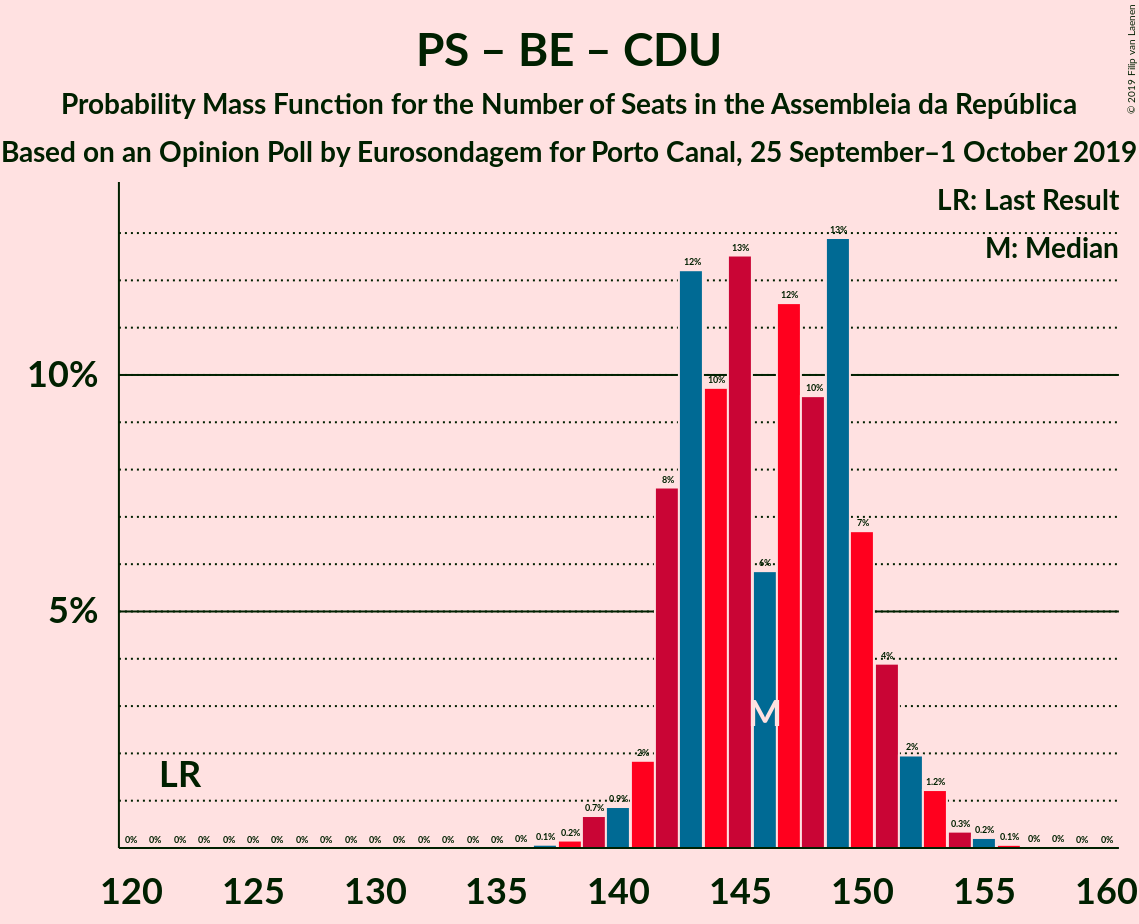 PS – BE – CDU
Probability Mass Function for the Number of Seats in the Assembleia da República
Based on an Opinion Poll by Eurosondagem for Porto Canal, 25 September–1 October 2019
© 2019 Filip van Laenen
LR: Last Result
M: Median
10%
5%
LR
M
0% 0% 0% 0% 0% 0% 0% 0% 0% 0% 0% 0% 0% 0% 0% 0% 0% 0.1% 0.2% 0.7% 0.9% 2% 8% 12% 10% 13% 6% 12% 10% 13% 7% 4% 2% 1.2% 0.3% 0.2% 0.1% 0% 0% 0% 0%
120 125 130 135 140 145 150 155 160